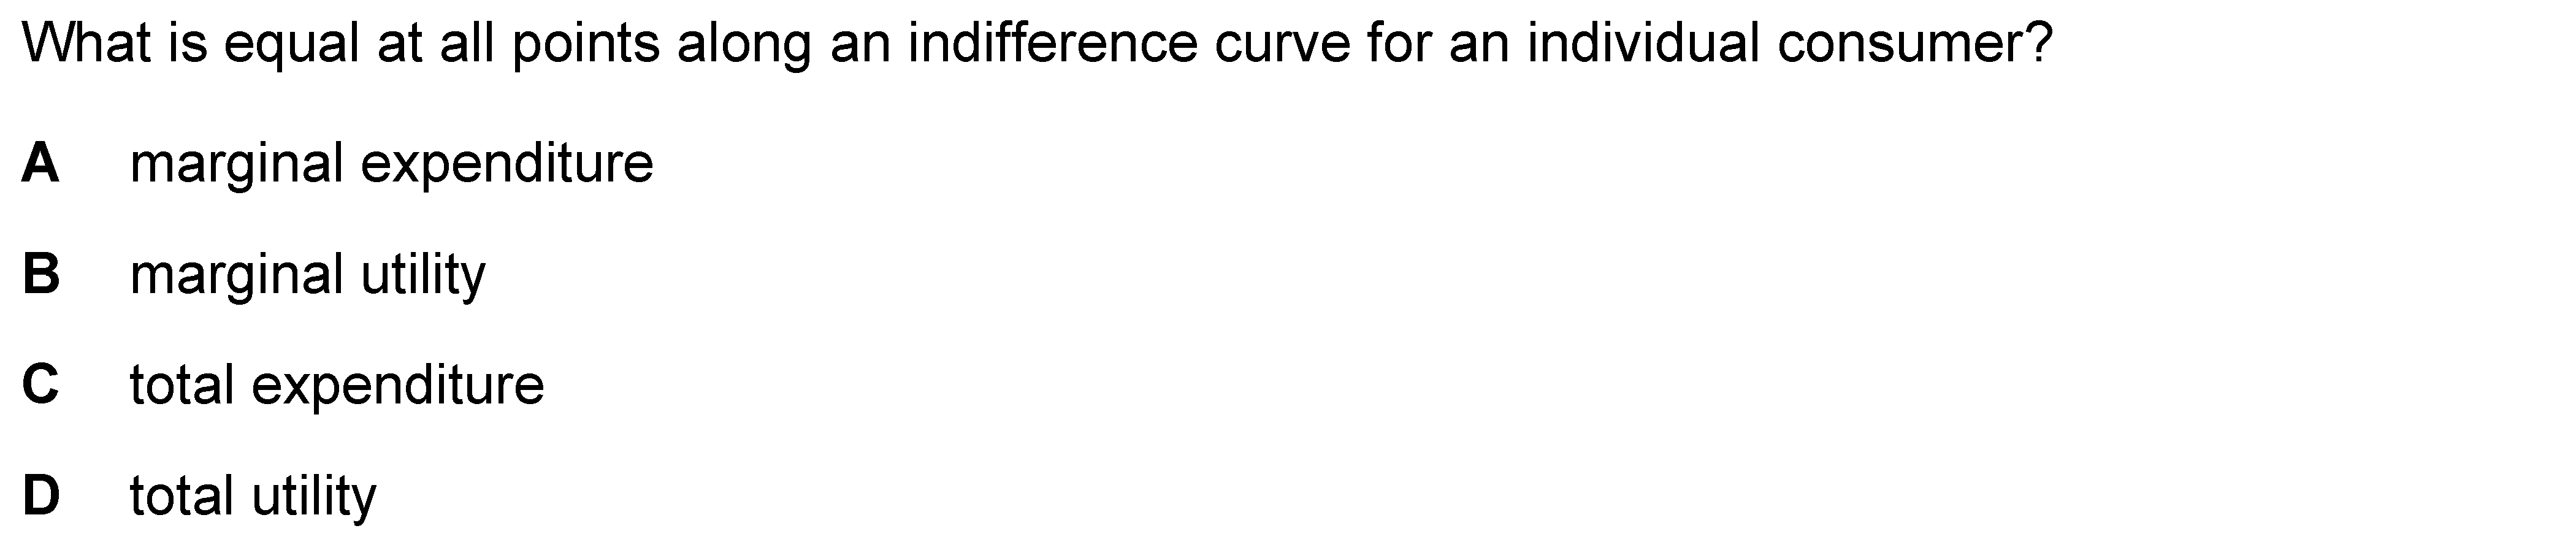 What is equal at all points along an indifference curve for an individual consumer?
A marginal expenditure
B marginal utility
C total expenditure
D total utility